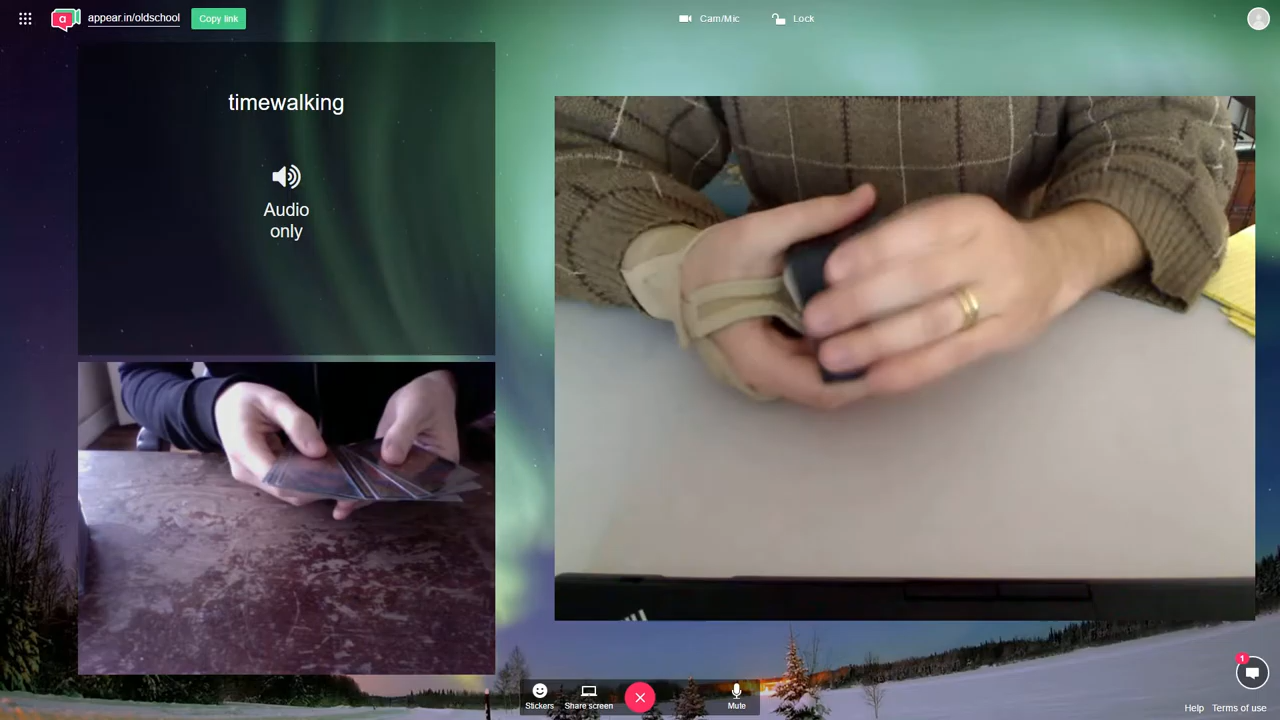 appear.in/oldschool
Copy link
Cam/Mic
Lock
timewalking
Audio
only
Stickers
Share screen
Mute
1
Help
Terms of use